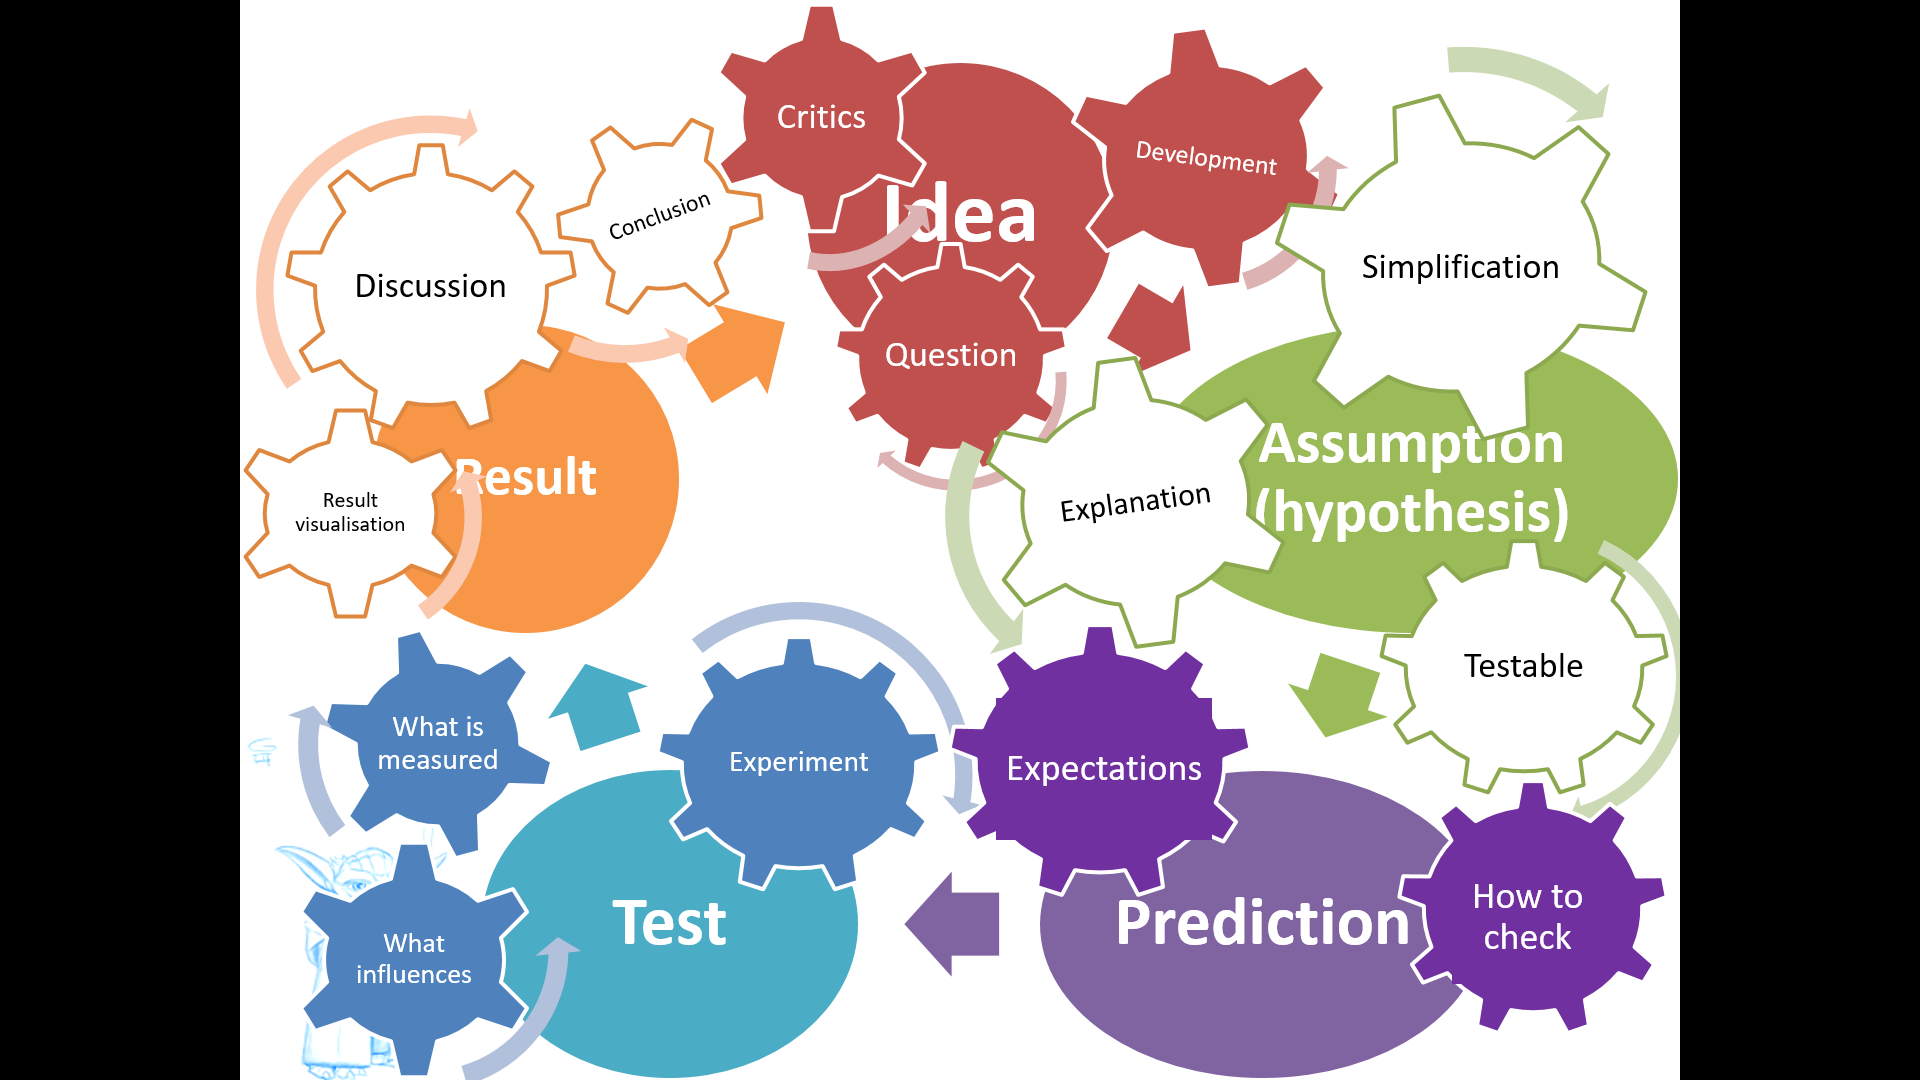 Critics
Development
Idea
Conclusion
Simplification
Discussion
Question
Result
Result
visualisation
Explanation
Assumption
(hypothesis)
Testable
What is
measured
Experiment
Expectations
Test
Prediction
How to
check
What
influences